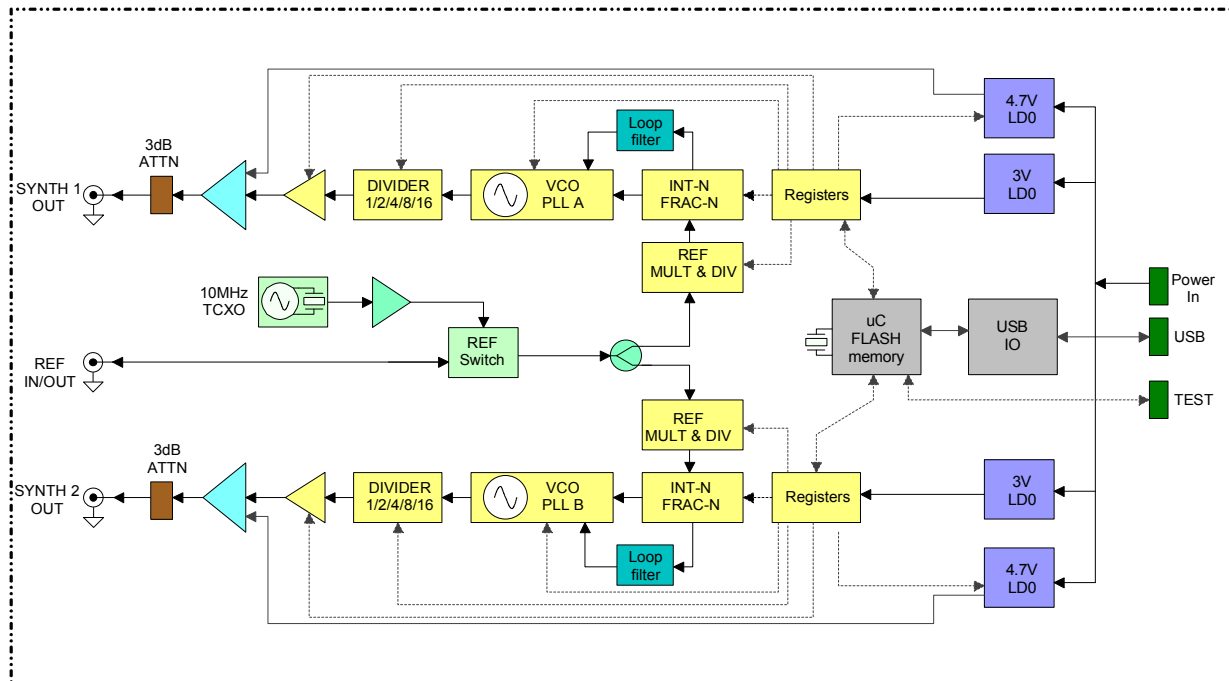 4.7V
LD0
Loop
filter
3dB
ATTN
SYNTH 1
OUT
DIVIDER
1/2/4/8/16
VCO
PLL A
INT-N
FRAC-N
Registers
3V
LD0
REF
MULT & DIV
10MHz
TCXO
REF
Switch
REF
IN/OUT
uC
FLASH
memory
USB
IO
Power
In
USB
TEST
REF
MULT & DIV
3dB
ATTN
SYNTH 2
OUT
DIVIDER
1/2/4/8/16
VCO
PLL B
INT-N
FRAC-N
Registers
3V
LD0
Loop
filter
4.7V
LD0